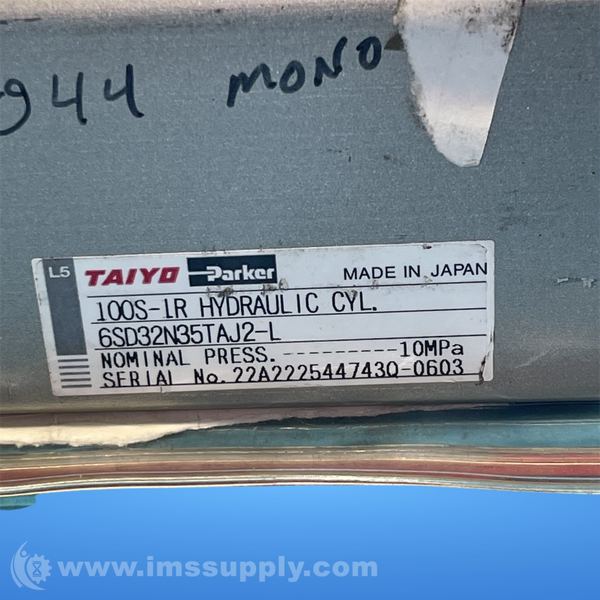 944 MONO
L5 TAIYO Parker MADE IN JAPAN
100S-1R HYDRAULIC CYL.
6SD32N35TAJ2-L
NOMINAL PRESS.----------10MPa
SERIAL No.22A222544743Q-0603
www.imssupply.com/